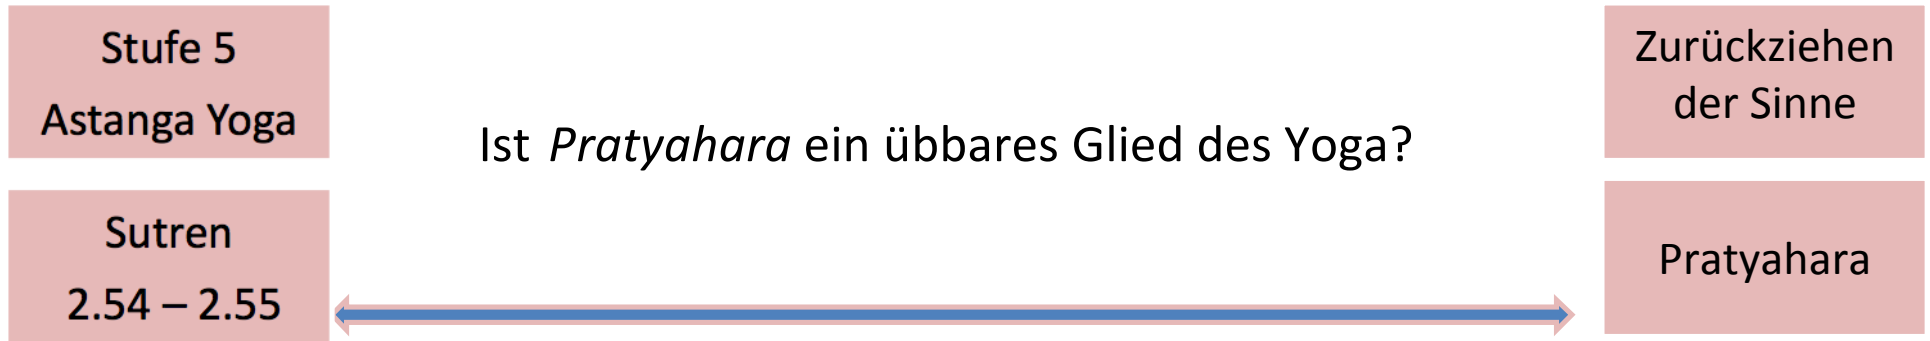 Stufe 5
Astanga Yoga
Sutren
2.54 – 2.55
Ist Pratyahara ein übbares Glied des Yoga?
Zurückziehen
der Sinne
Pratyahara